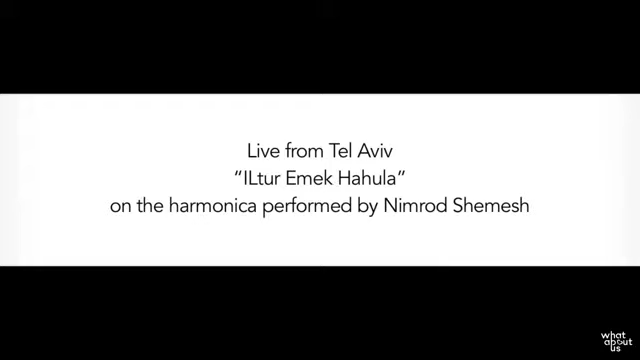 Live from Tel Aviv
“ILtur Emek Hahula”
on the harmonica performed by Nimrod Shemesh
what
about
us